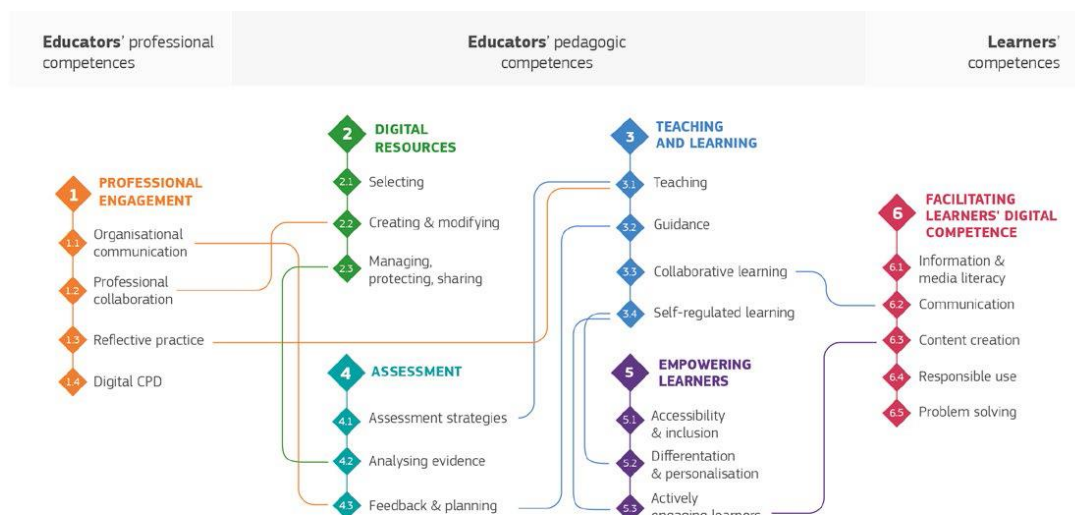 Educators' professional
competences
Educators' pedagogic
competences
Learners'
competences
1
PROFESSIONAL
ENGAGEMENT
1.1
Organisational
communication
1.2
Professional
collaboration
1.3
Reflective practice
1.4
Digital CPD
2
DIGITAL
RESOURCES
2.1
Selecting
2.2
Creating & modifying
2.3
Managing,
protecting, sharing
4
ASSESSMENT
4.1
Assessment strategies
4.2
Analysing evidence
4.3
Feedback & planning
3
TEACHING
AND LEARNING
3.1
Teaching
3.2
Guidance
3.3
Collaborative learning
3.4
Self-regulated learning
5
EMPOWERING
LEARNERS
5.1
Accessibility
& inclusion
5.2
Differentation
& personalisation
5.3
Actively
engaging learners
6
FACILITATING
LEARNERS' DIGITAL
COMPETENCE
6.1
Information &
media literacy
6.2
Communication
6.3
Content creation
6.4
Responsible use
6.5
Problem solving